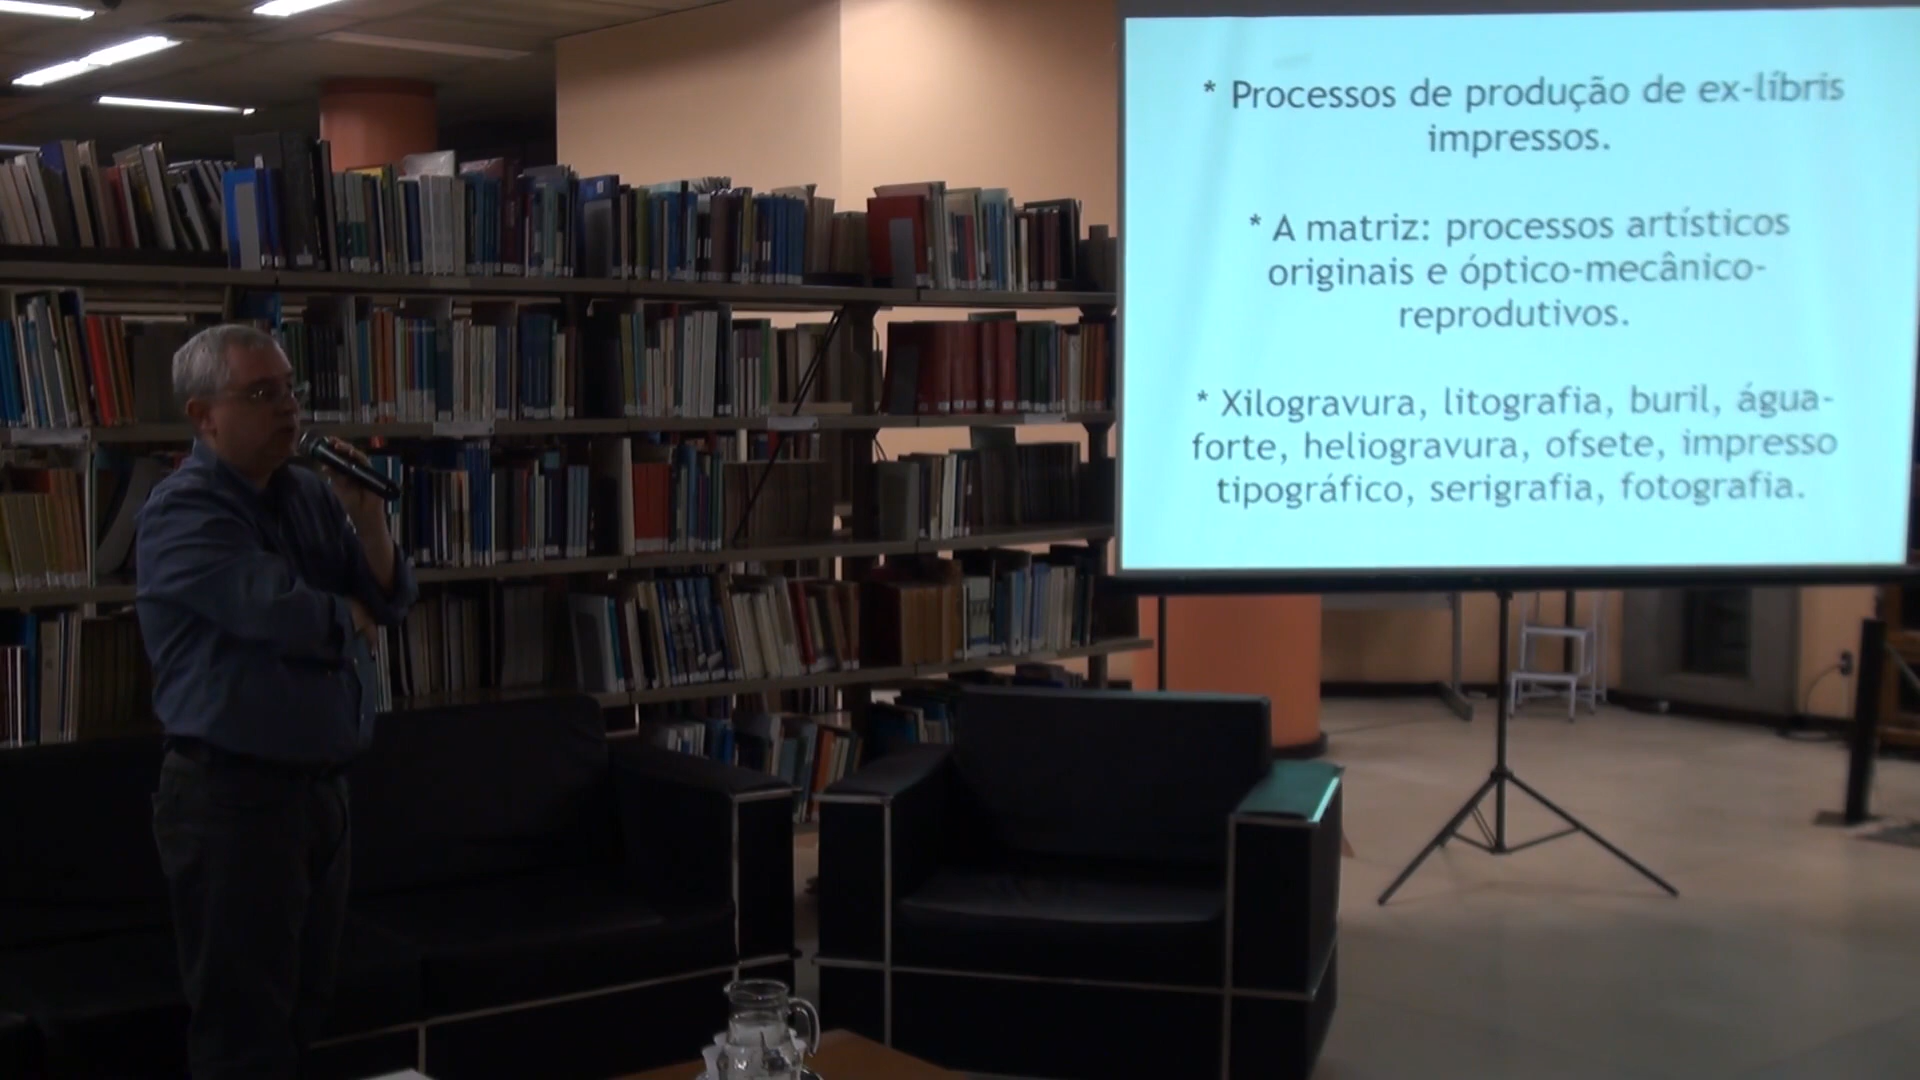 * Processos de produção de ex-líbris
impressos.
* A matriz: processos artísticos
originais e óptico-mecânico-
reprodutivos.
* Xilogravura, litografia, buril, água-
forte, heliogravura, ofsete, impresso
tipográfico, serigrafia, fotografia.